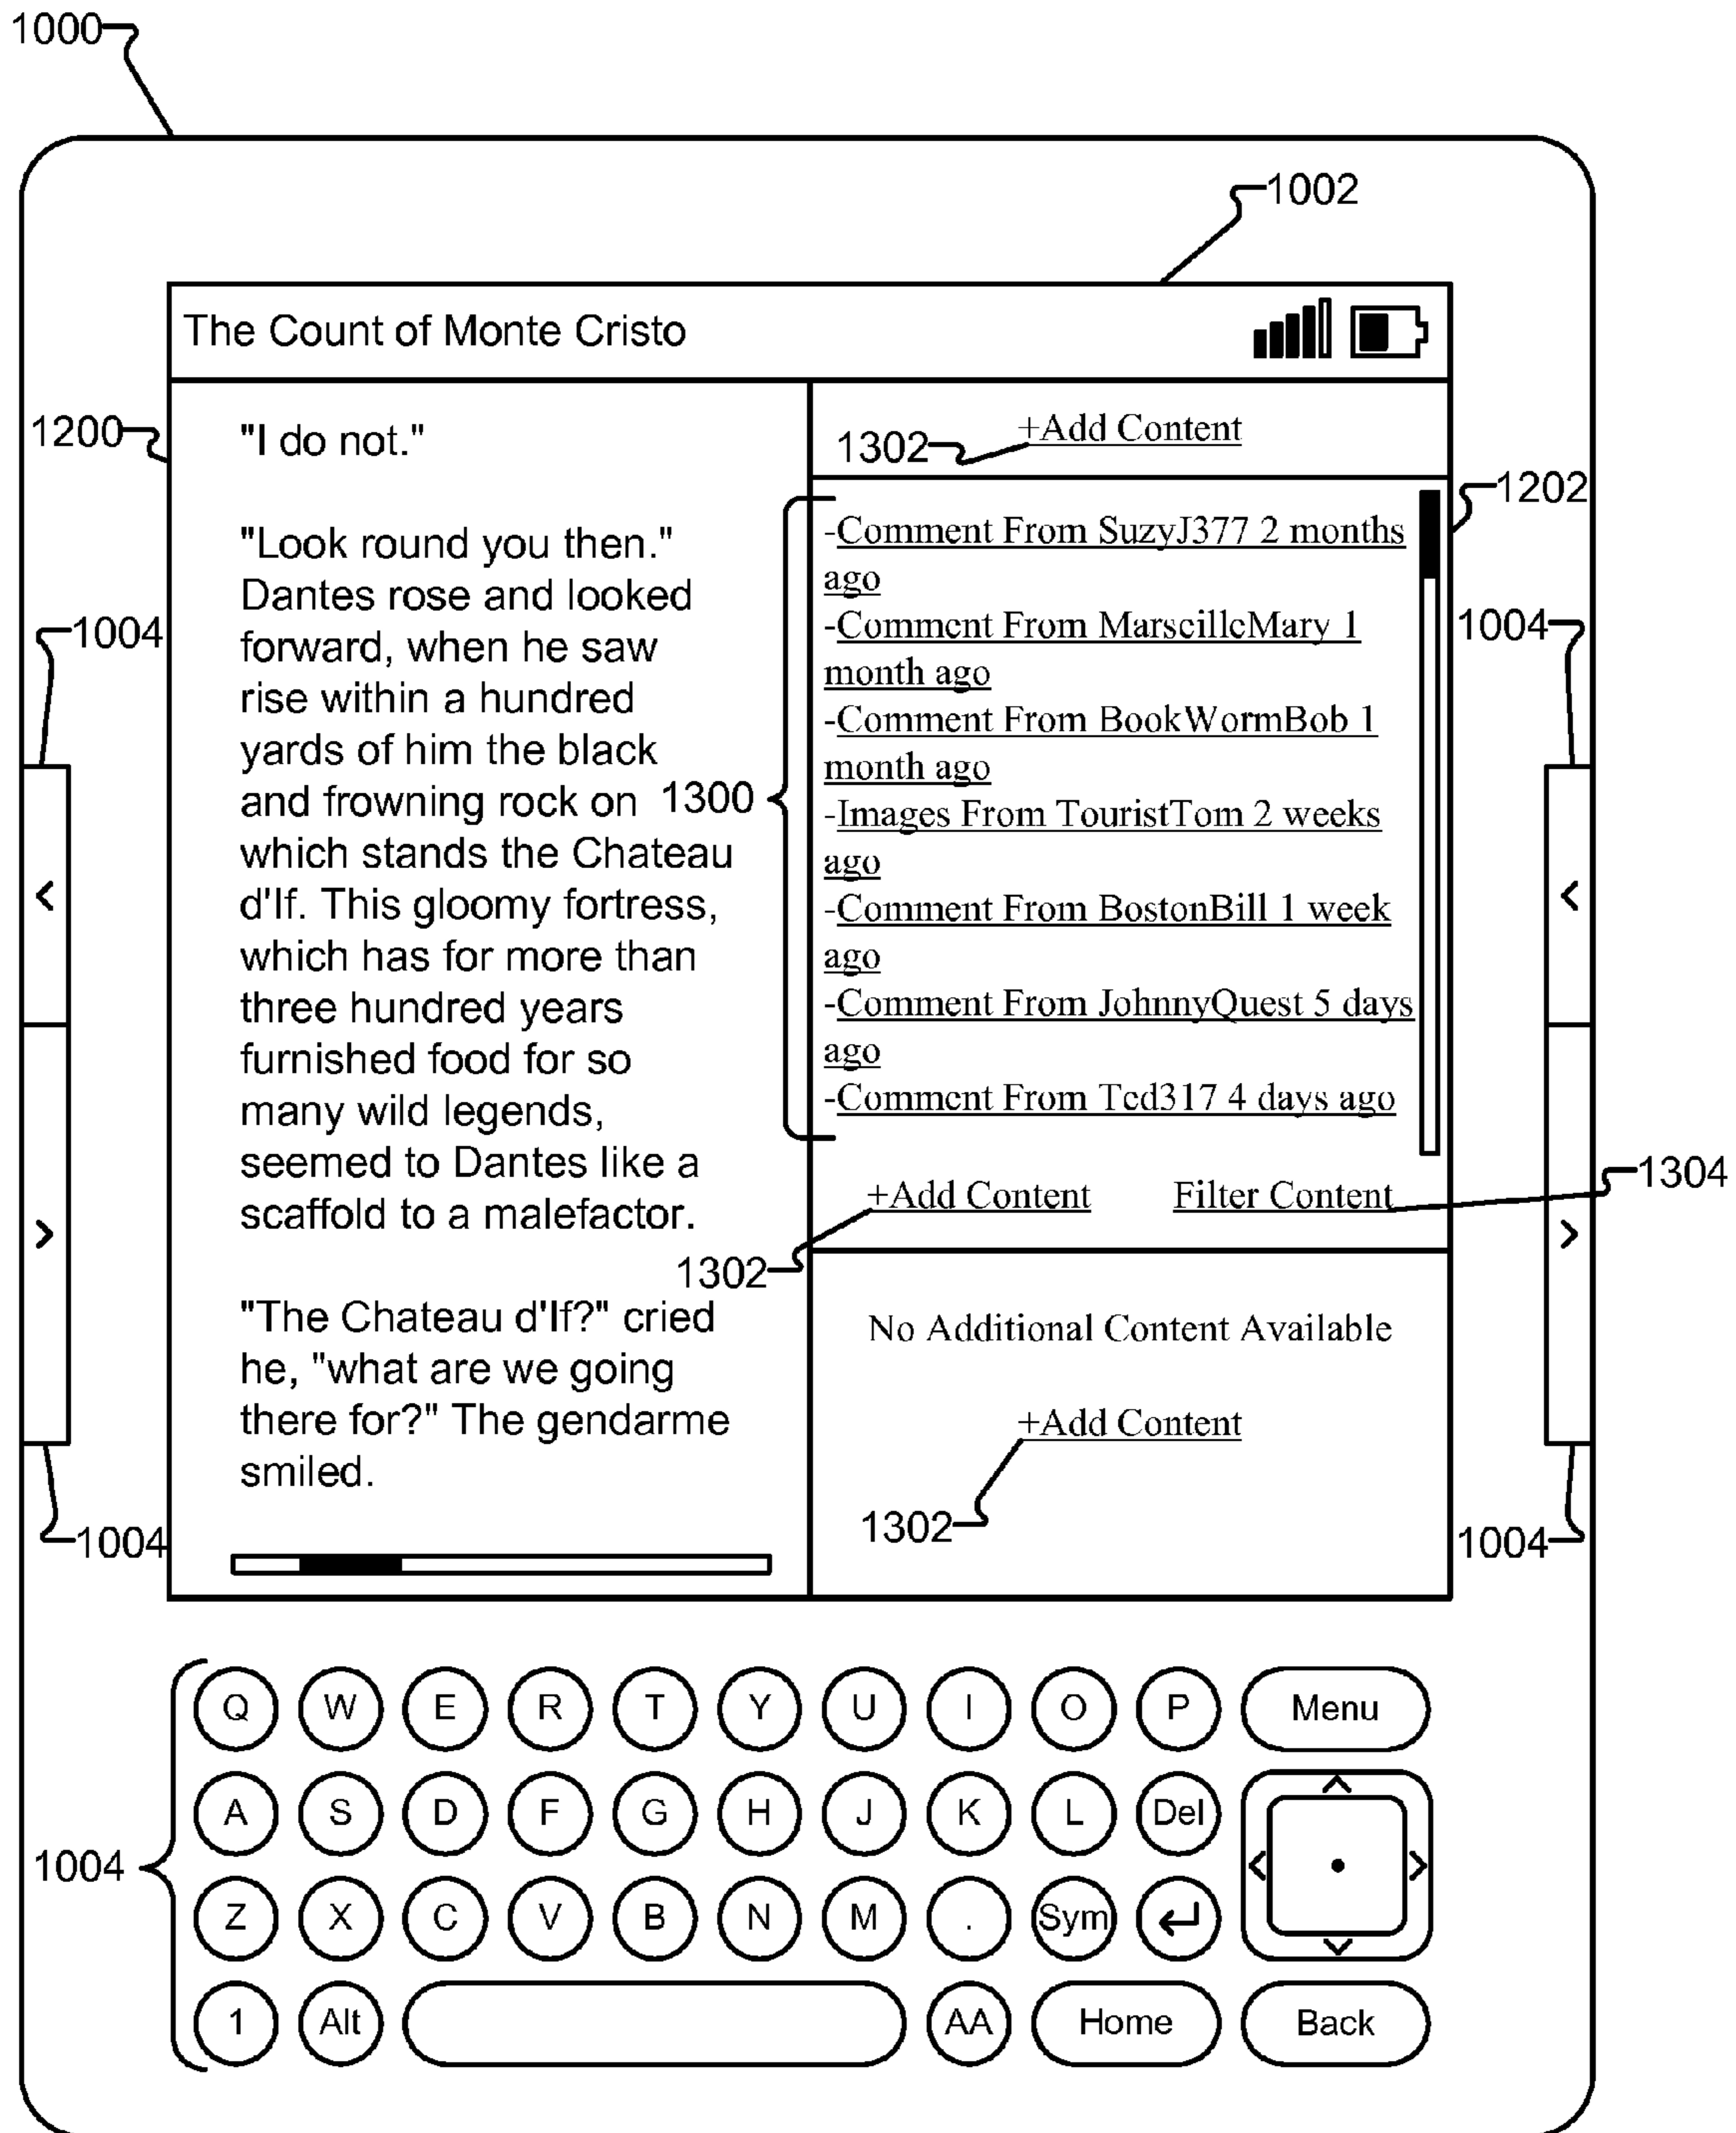 1000
1002
The Count of Monte Cristo
1200
"I do not."
"Look round you then."
Dantes rose and looked
forward, when he saw
rise within a hundred
yards of him the black
and frowning rock on
which stands the Chateau
d'If. This gloomy fortress,
which has for more than
three hundred years
furnished food for so
many wild legends,
seemed to Dantes like a
scaffold to a malefactor.
"The Chateau d'If?" cried
he, "what are we going
there for?" The gendarme
smiled.
1302
+Add Content
1202
1300
-Comment From SuzyJ377 2 months
ago
-Comment From MarseilleMary 1
month ago
-Comment From BookWormBob 1
month ago
-Images From TouristTom 2 weeks
ago
-Comment From BostonBill 1 week
ago
-Comment From JohnnyQuest 5 days
ago
-Comment From Ted317 4 days ago
+Add Content Filter Content
1304
1302
No Additional Content Available
+Add Content
1302
1004
<
>
1004
1004
<
>
1004
Q W E R T Y U I O P Menu
A S D F G H J K L Del
1004
Z X C V B N M . Sym
1 Alt AA Home Back